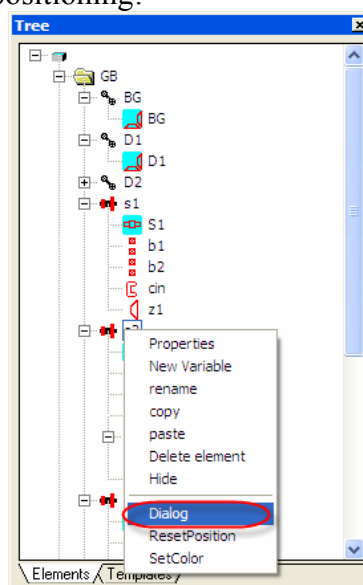 positioning?
Tree
GB
BG
BG
D1
D1
D2
s1
S1
b1
b2
cin
z1
Properties
New Variable
rename
copy
paste
Delete element
Hide
Dialog
ResetPosition
SetColor
Elements Templates